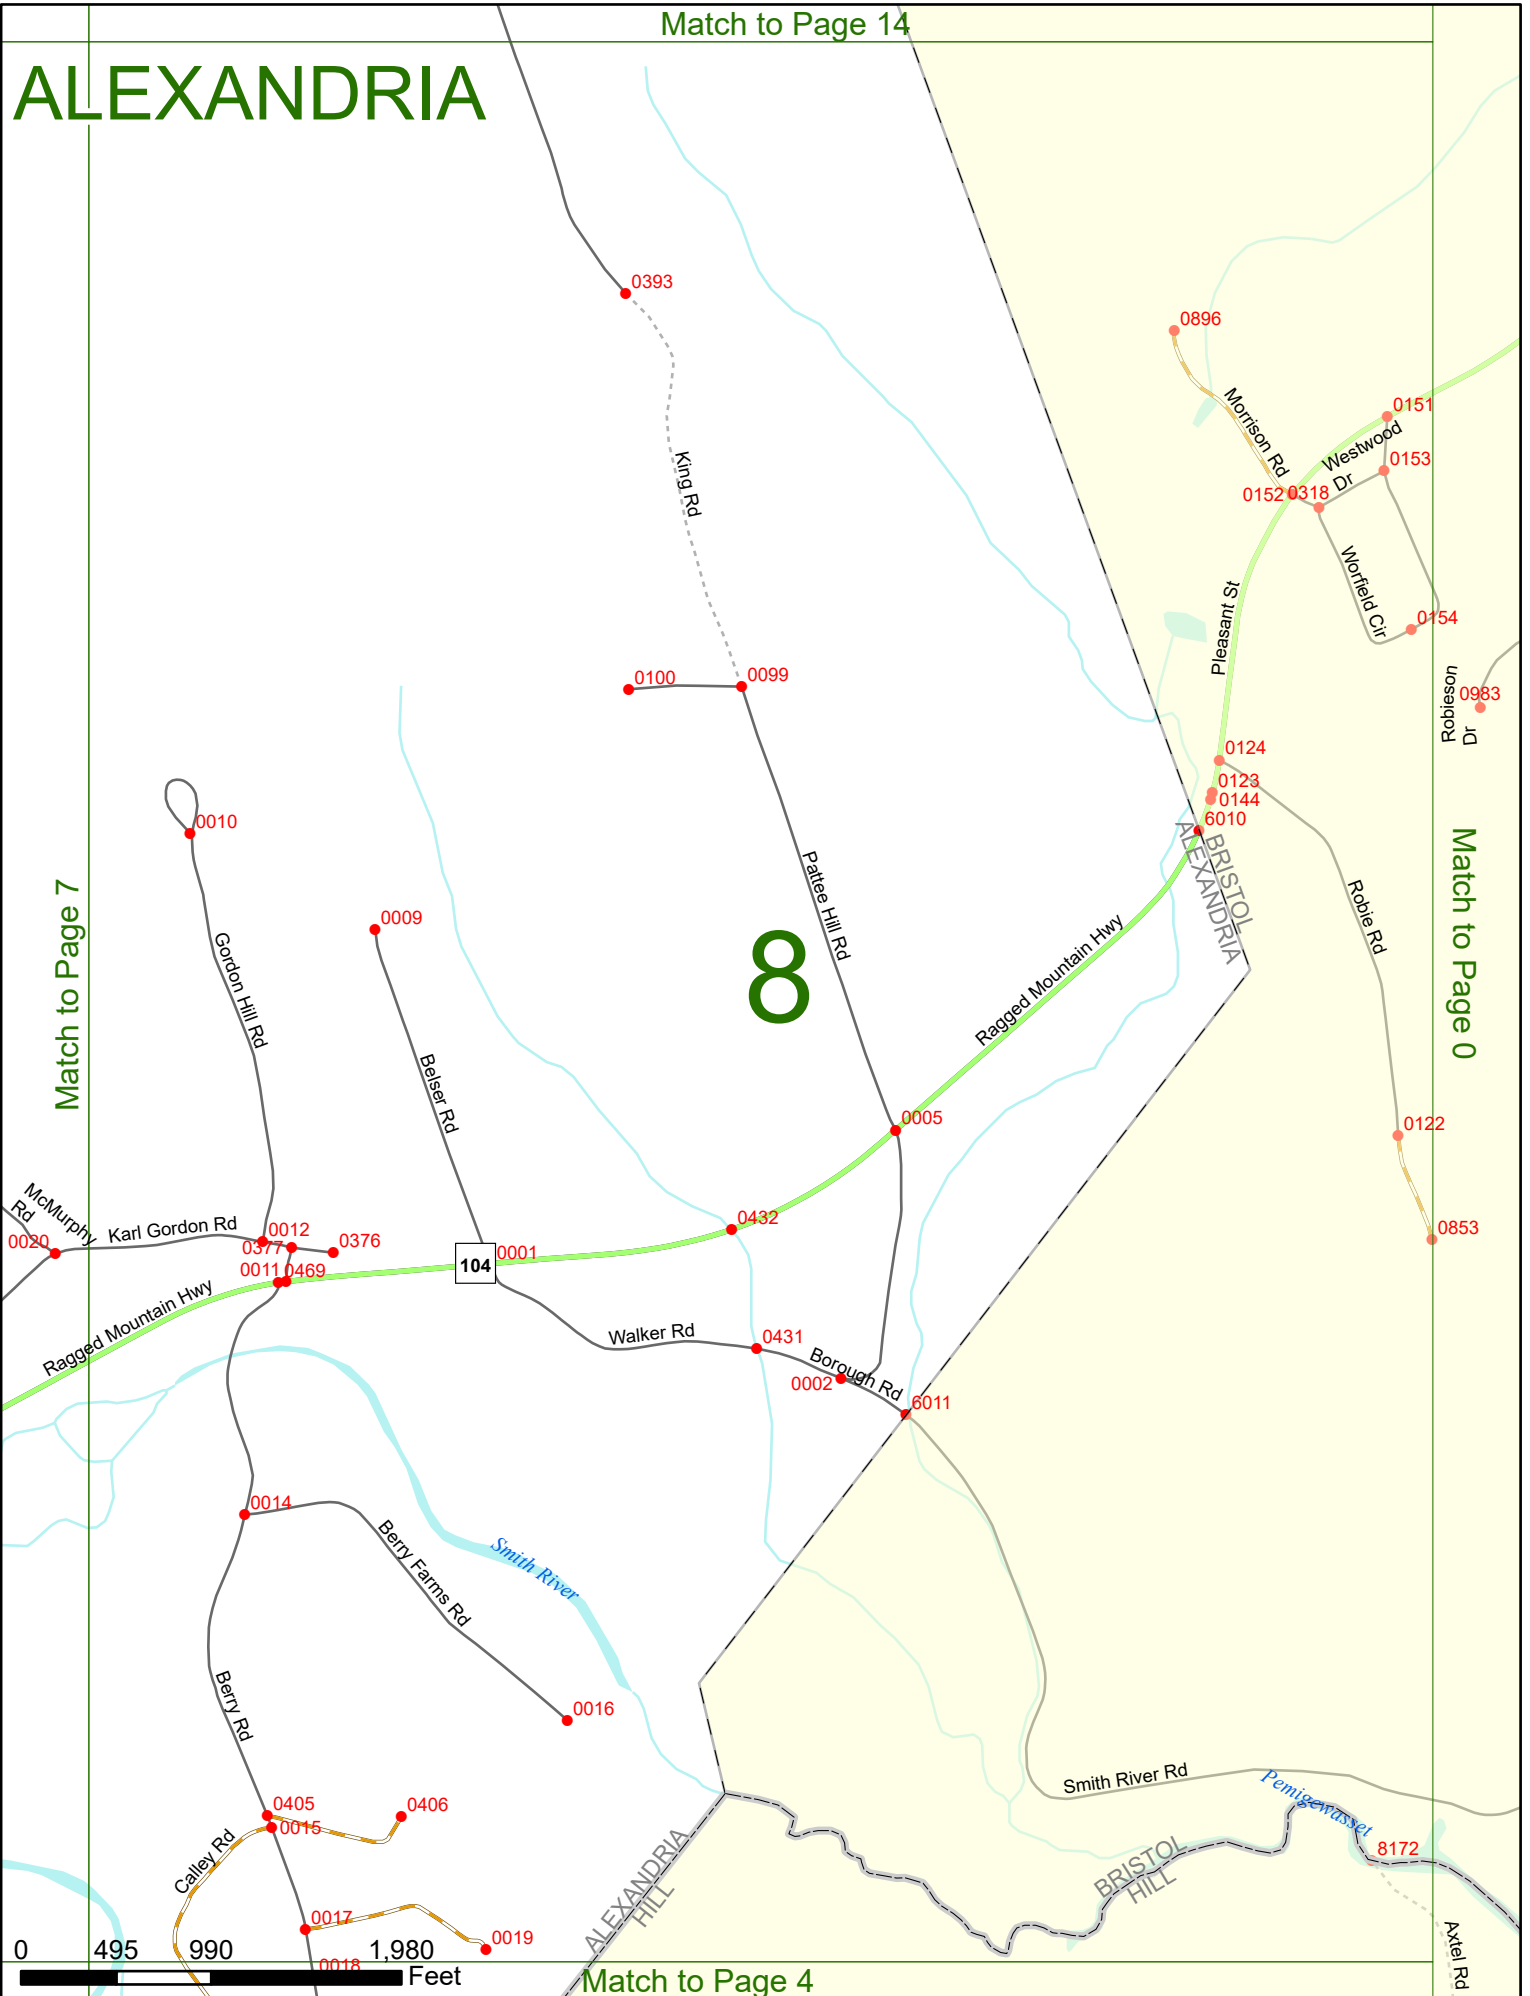 Match to Page 14
ALEXANDRIA
0393
0896
Morrison Rd
0151
Westwood
Dr
0153
0152
0318
King Rd
Worfield Cir
Pleasant St
0154
0100
0099
Robieson
Dr
0983
0124
0123
0144
6010
BRISTOL
ALEXANDRIA
0010
Pattee Hill Rd
Match to Page 7
Match to Page 0
0009
Gordon Hill Rd
8
Robie Rd
Ragged Mountain Hwy
Belser Rd
0005
0122
McMurphy
Rd
Karl Gordon Rd
0012
0377
0376
0020
0432
0853
104
0001
0011
0469
Ragged Mountain Hwy
Walker Rd
0431
Borough Rd
0002
6011
0014
Berry Farms Rd
Smith River
Berry Rd
0016
Smith River Rd
Pemigewasset
0405
0406
0015
Calley Rd
ALEXANDRIA
HILL
BRISTOL
HILL
8172
0017
0019
Axtel Rd
0018
0 495 990 1,980
Feet
Match to Page 4